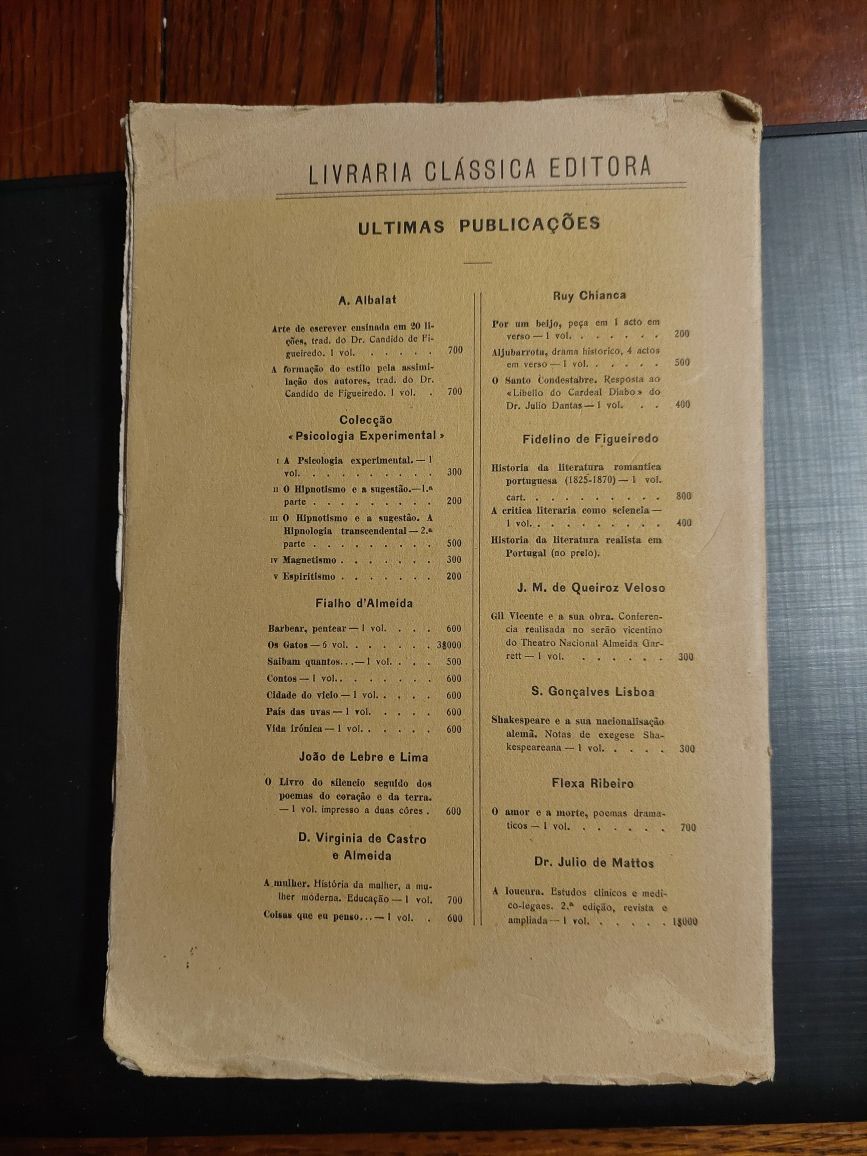 LIVRARIA CLÁSSICA EDITORA
ULTIMAS PUBLICAÇÕES
A. Albalat
Arte de escrever ensinada em 20 li-
ções, trad. do Dr. Candido de Fi-
gueiredo. 1 vol. . . . . . 700
A formação do estilo pela assimi-
lação dos autores, trad. do Dr.
Candido de Figueiredo. 1 vol. . 700
Colecção
«Psicologia Experimental»
I A Psicologia experimental. — 1
vol. . . . . . . . . . 300
II O Hipnotismo e a sugestão.—1.ª
parte . . . . . . . . 200
III O Hipnotismo e a sugestão. A
Hipnologia transcendental — 2.ª
parte . . . . . . . . 500
IV Magnetismo . . . . . . . 300
V Espiritismo . . . . . . . 200
Fialho d'Almeida
Barbear, pentear — 1 vol. . . . 600
Os Gatos — 6 vol. . . . . . . 3$000
Saibam quantos... — 1 vol. . . . 500
Contos — 1 vol. . . . . . . 600
Cidade do vicio — 1 vol. . . . . 600
País das uvas — 1 vol. . . . . 600
Vida irónica — 1 vol. . . . . . 600
João de Lebre e Lima
O Livro do silencio seguido dos
poemas do coração e da terra.
— 1 vol. impresso a duas côres . 600
D. Virginia de Castro
e Almeida
A mulher. História da mulher, a mu-
lher moderna. Educação — 1 vol. 700
Coisas que eu penso... — 1 vol. . 600
Ruy Chianca
Por um beijo, peça em 1 acto em
verso — 1 vol. . . . . . . 200
Aljubarrota, drama historico, 4 actos
em verso — 1 vol. . . . . . 500
O Santo Condestabre. Resposta ao
«Libello do Cardeal Diabo» do
Dr. Julio Dantas — 1 vol. . . 400
Fidelino de Figueiredo
Historia da literatura romantica
portuguesa (1825-1870) — 1 vol.
cart. . . . . . . . . . 800
A critica literaria como sciencia —
1 vol. . . . . . . . . . 400
Historia da literatura realista em
Portugal (no prelo).
J. M. de Queiroz Veloso
Gil Vicente e a sua obra. Conferen-
cia realisada no serão vicentino
do Theatro Nacional Almeida Gar-
rett — 1 vol. . . . . . . 300
S. Gonçalves Lisboa
Shakespeare e a sua nacionalisação
alemã. Notas de exegese Sha-
kespeareana — 1 vol. . . . . 300
Flexa Ribeiro
O amor e a morte, poemas drama-
ticos — 1 vol. . . . . . . 700
Dr. Julio de Mattos
A loucura. Estudos clinicos e medi-
co-legaes. 2.ª edição, revista e
ampliada — 1 vol. . . . . . 1$000